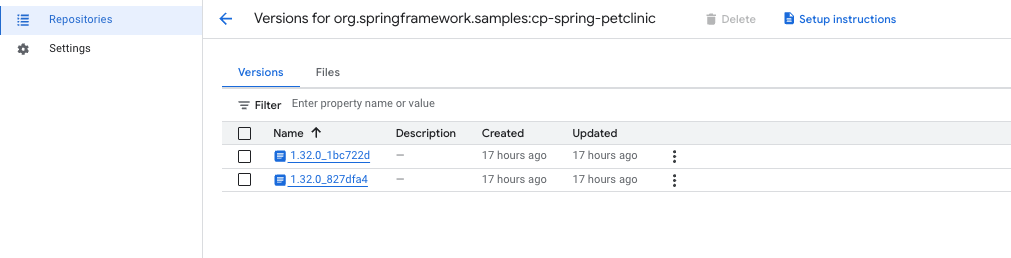 Repositories
Settings
Versions for org.springframework.samples:cp-spring-petclinic
Delete
Setup instructions
Versions Files
Filter Enter property name or value
Name Description Created Updated
1.32.0_1bc722d — 17 hours ago 17 hours ago
1.32.0_827dfa4 — 17 hours ago 17 hours ago